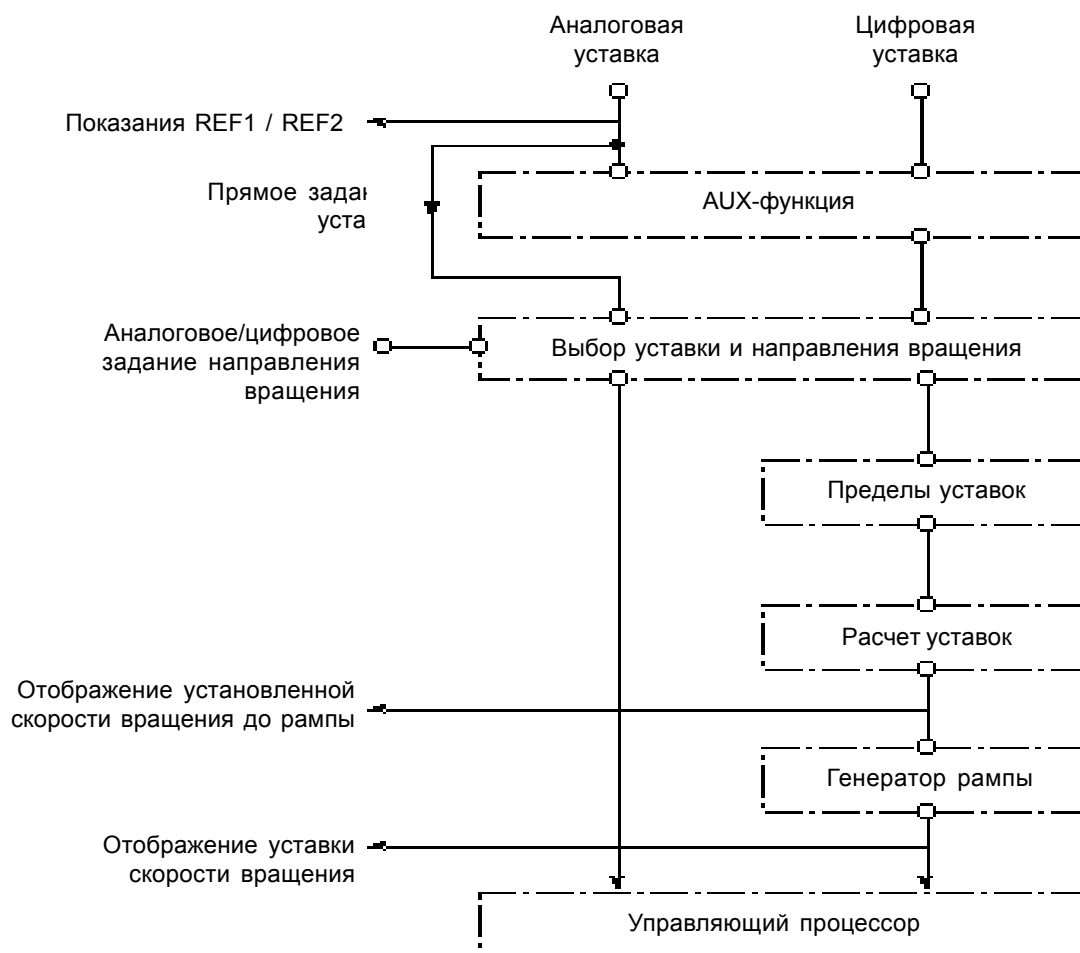 Аналоговая
уставка
Цифровая
уставка
Показания REF1 / REF2
Прямое
AUX-функция
Аналоговое/цифровое
задание направления
вращения
Выбор уставки и направления вращения
Пределы уставок
Расчет уставок
Отображение установленной
скорости вращения до рампы
Генератор рампы
Отображение уставки
скорости вращения
Управляющий процессор